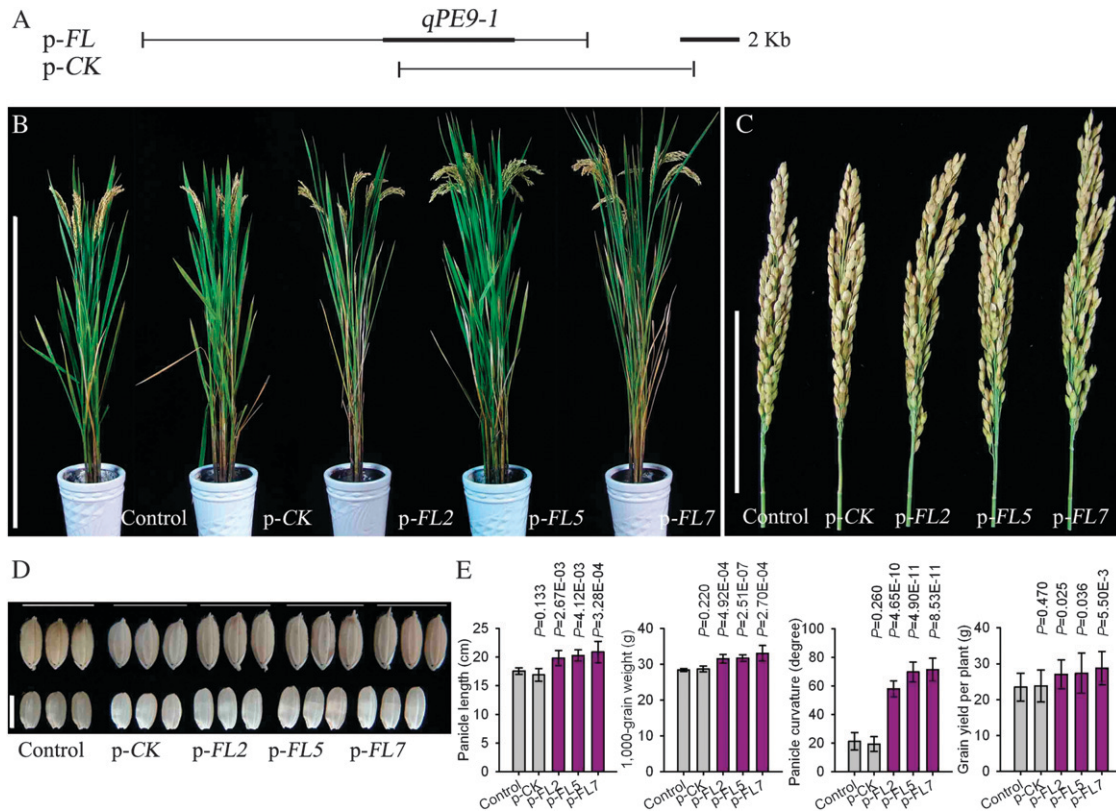 A
qPE9-1
p-FL
2 Kb
p-CK
B
Control
p-CK
p-FL2
p-FL5
p-FL7
C
Control
p-CK
p-FL2
p-FL5
p-FL7
D
Control
p-CK
p-FL2
p-FL5
p-FL7
E
Panicle length (cm)
25
20
15
10
5
0
P=0.133
P=2.67E-03
P=4.12E-03
P=3.28E-04
Control
p-CK
p-FL2
p-FL5
p-FL7
1,000-grain weight (g)
40
30
20
10
0
P=0.220
P=4.92E-04
P=2.51E-07
P=2.70E-04
Control
p-CK
p-FL2
p-FL5
p-FL7
Panicle curvature (degree)
100
80
60
40
20
0
P=0.260
P=4.65E-10
P=4.90E-11
P=8.53E-11
Control
p-CK
p-FL2
p-FL5
p-FL7
Grain yield per plant (g)
40
30
20
10
0
P=0.470
P=0.025
P=0.036
P=5.50E-3
Control
p-CK
p-FL2
p-FL5
p-FL7